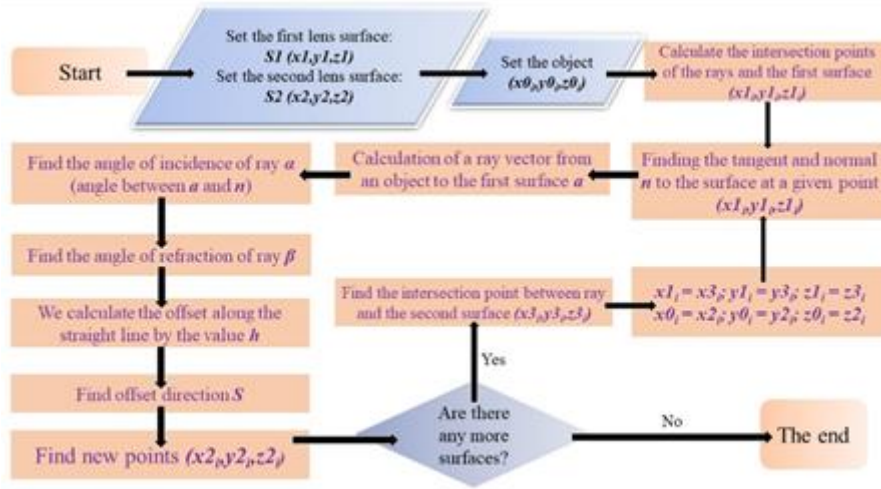 Start
Set the first lens surface:
S1 (x1,y1,z1)
Set the second lens surface:
S2 (x2,y2,z2)
Set the object
(x0ᵢ,y0ᵢ,z0ᵢ)
Calculate the intersection points
of the rays and the first surface
(x1ᵢ,y1ᵢ,z1ᵢ)
Finding the tangent and normal
n to the surface at a given point
(x1ᵢ,y1ᵢ,z1ᵢ)
Calculation of a ray vector from
an object to the first surface a
Find the angle of incidence of ray α
(angle between a and n)
Find the angle of refraction of ray β
We calculate the offset along the
straight line by the value h
Find offset direction S
Find new points (x2ᵢ,y2ᵢ,z2ᵢ)
Are there
any more
surfaces?
Yes
Find the intersection point between ray
and the second surface (x3ᵢ,y3ᵢ,z3ᵢ)
x1ᵢ = x3ᵢ; y1ᵢ = y3ᵢ; z1ᵢ = z3ᵢ
x0ᵢ = x2ᵢ; y0ᵢ = y2ᵢ; z0ᵢ = z2ᵢ
No
The end